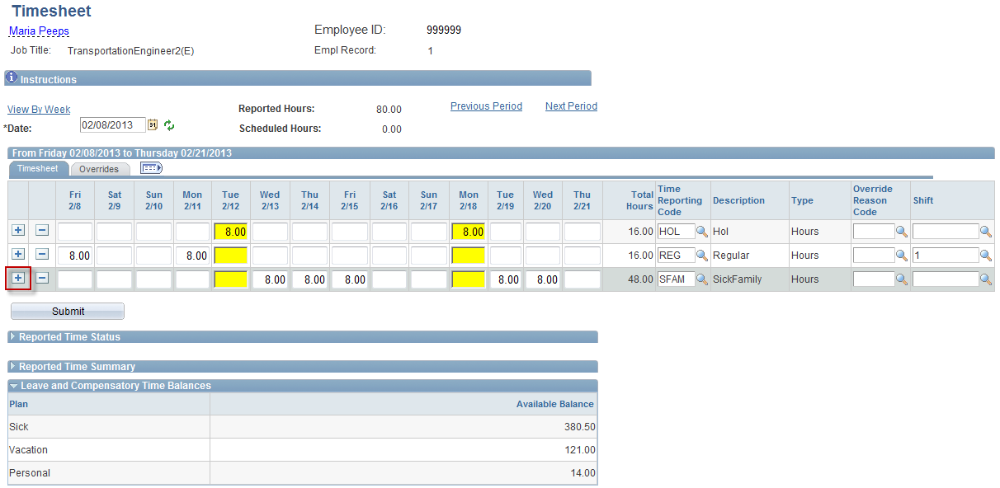 Timesheet
Maria Peeps Employee ID: 999999
Job Title: TransportationEngineer2(E) Empl Record: 1
Instructions
View By Week Reported Hours: 80.00 Previous Period Next Period
*Date: 02/08/2013 31 Scheduled Hours: 0.00
From Friday 02/08/2013 to Thursday 02/21/2013
Timesheet Overrides
Fri 2/8 Sat 2/9 Sun 2/10 Mon 2/11 Tue 2/12 Wed 2/13 Thu 2/14 Fri 2/15 Sat 2/16 Sun 2/17 Mon 2/18 Tue 2/19 Wed 2/20 Thu 2/21 Total Hours Time Reporting Code Description Type Override Reason Code Shift
8.00 8.00 16.00 HOL Hol Hours
8.00 8.00 16.00 REG Regular Hours 1
8.00 8.00 8.00 8.00 8.00 48.00 SFAM SickFamily Hours
Submit
Reported Time Status
Reported Time Summary
Leave and Compensatory Time Balances
Plan Available Balance
Sick 380.50
Vacation 121.00
Personal 14.00